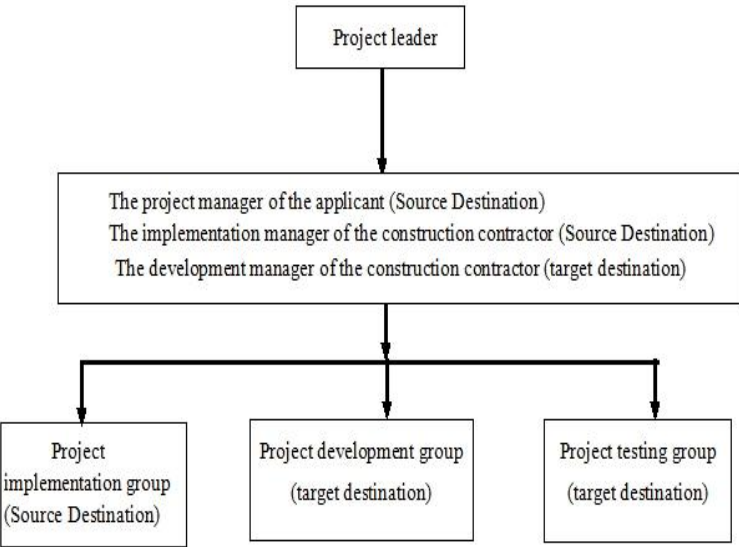 Project leader
The project manager of the applicant (Source Destination)
The implementation manager of the construction contractor (Source Destination)
The development manager of the construction contractor (target destination)
Project
implementation group
(Source Destination)
Project development group
(target destination)
Project testing group
(target destination)